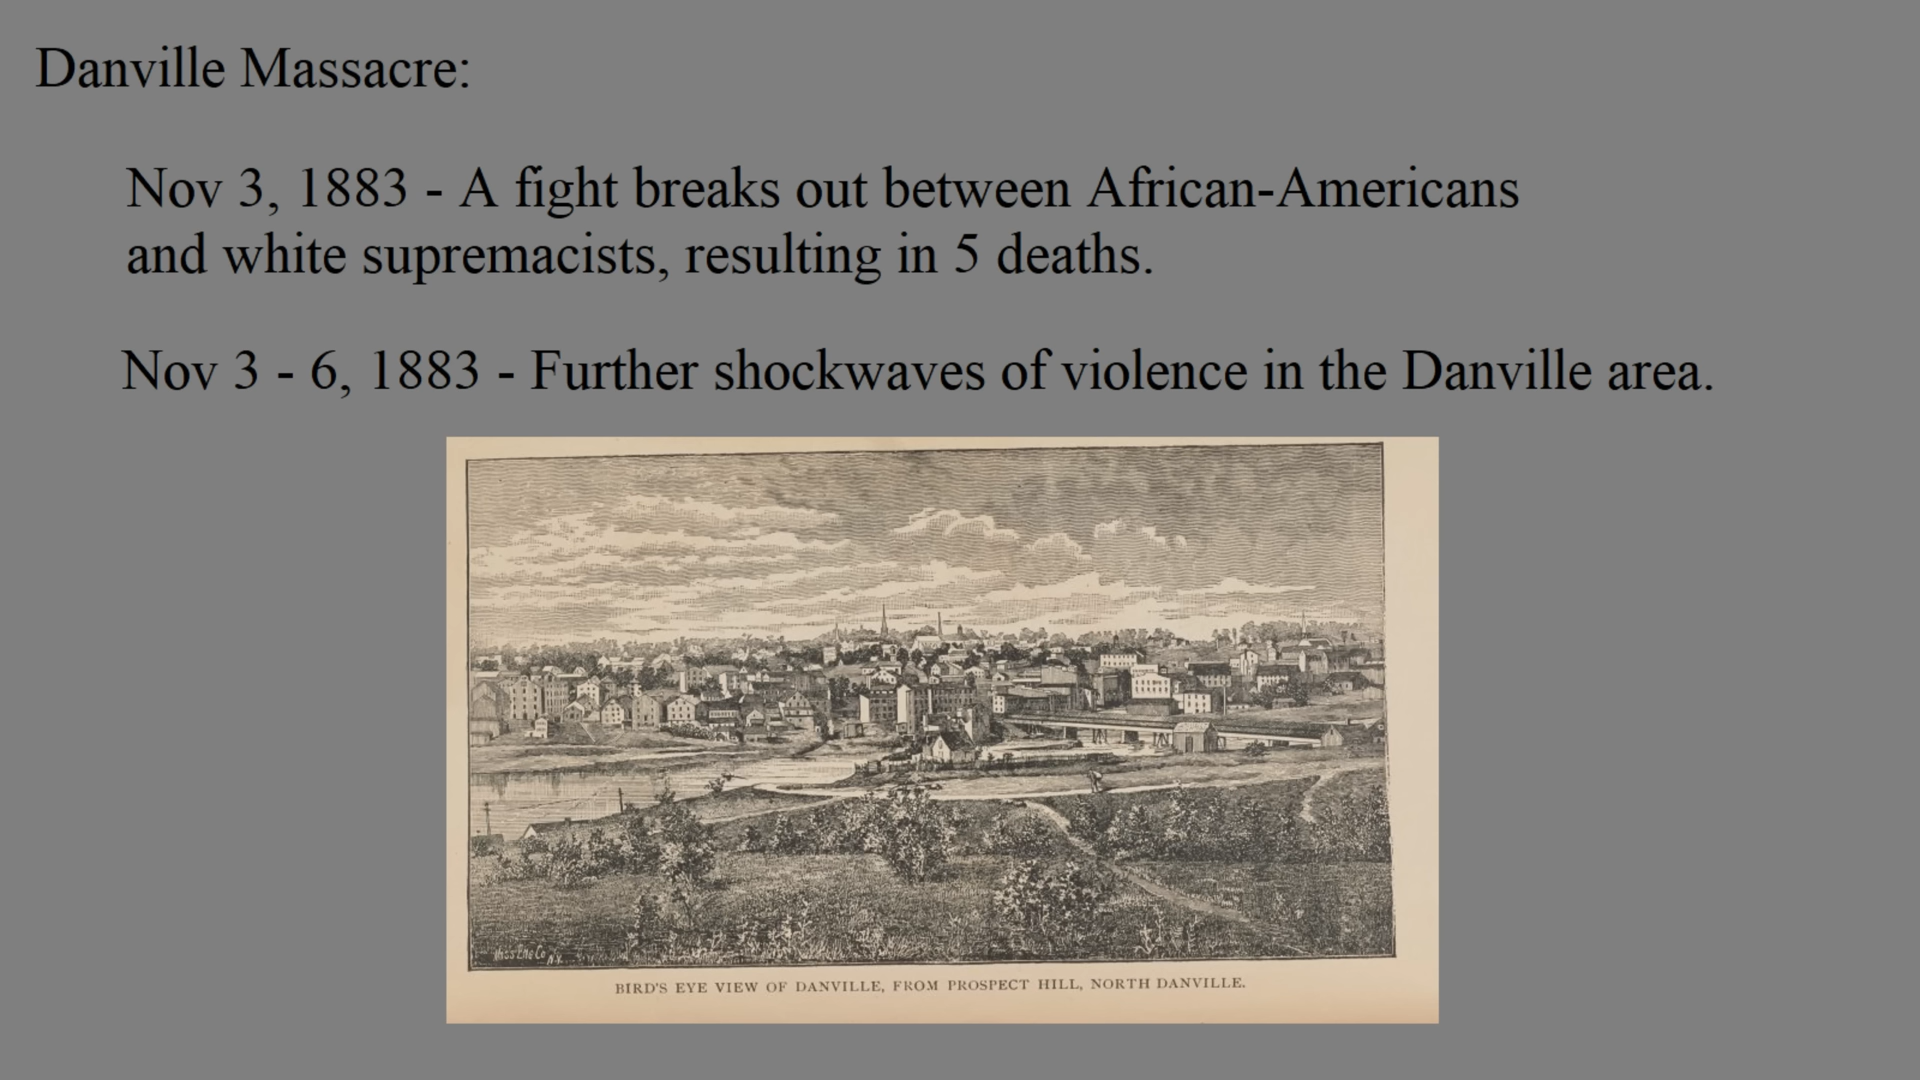 Danville Massacre:
Nov 3, 1883 - A fight breaks out between African-Americans
and white supremacists, resulting in 5 deaths.
Nov 3 - 6, 1883 - Further shockwaves of violence in the Danville area.
BIRD'S EYE VIEW OF DANVILLE, FROM PROSPECT HILL, NORTH DANVILLE.